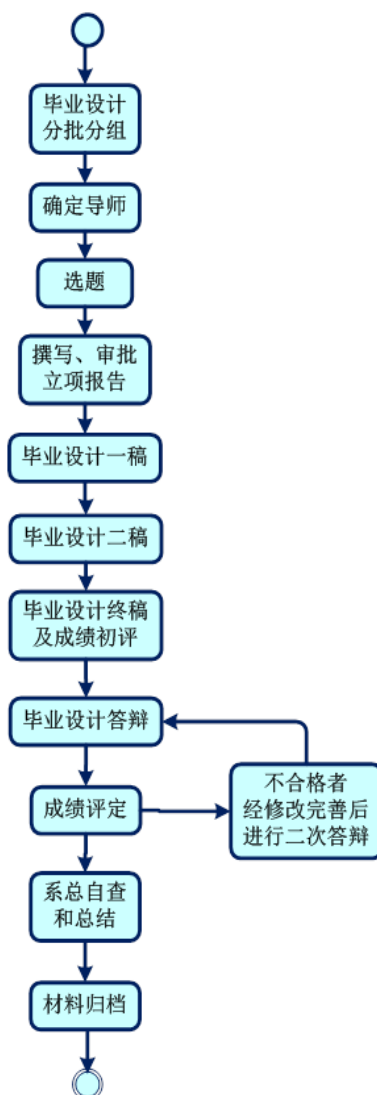 毕业设计
分批分组
确定导师
选题
撰写、审批
立项报告
毕业设计一稿
毕业设计二稿
毕业设计终稿
及成绩初评
毕业设计答辩
成绩评定
不合格者
经修改完善后
进行二次答辩
系总自查
和总结
材料归档